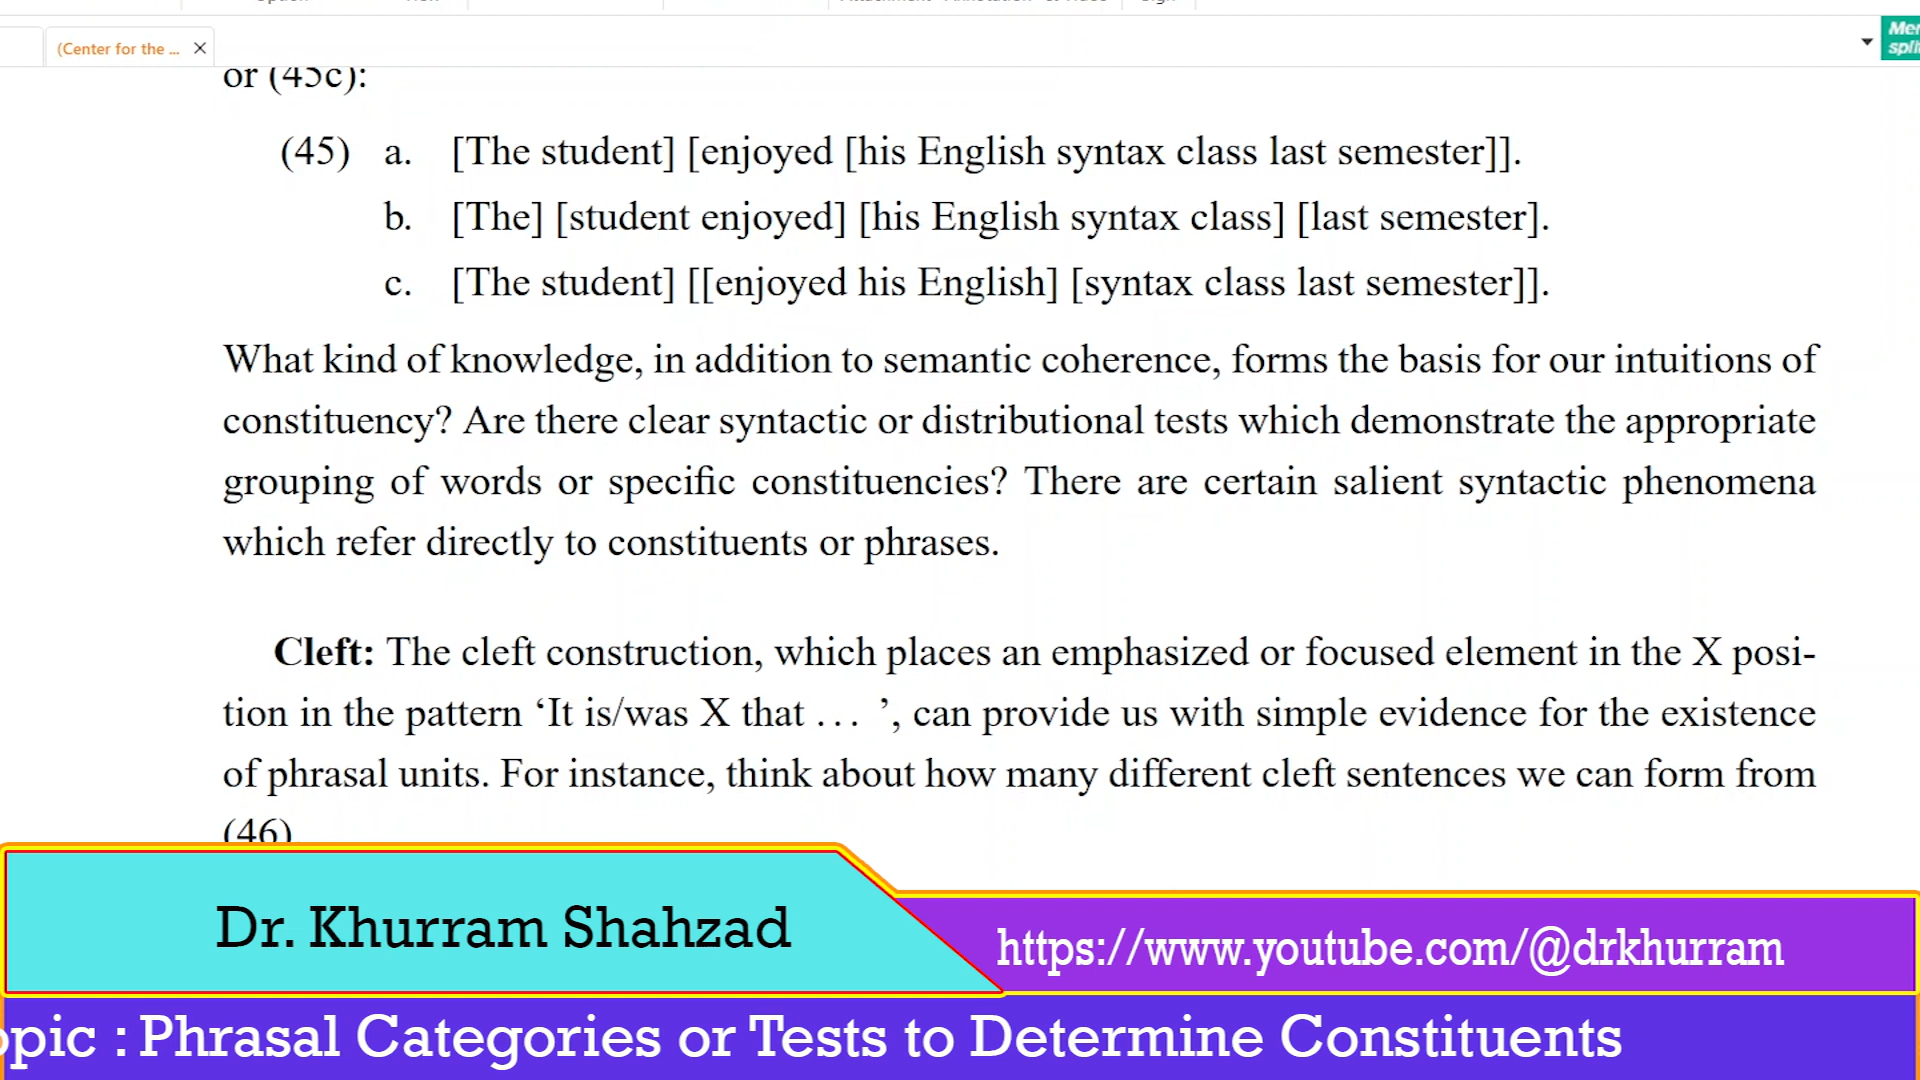 (Center for the ...
or (45c):
(45) a. [The student] [enjoyed [his English syntax class last semester]].
b. [The] [student enjoyed] [his English syntax class] [last semester].
c. [The student] [[enjoyed his English] [syntax class last semester]].
What kind of knowledge, in addition to semantic coherence, forms the basis for our intuitions of
constituency? Are there clear syntactic or distributional tests which demonstrate the appropriate
grouping of words or specific constituencies? There are certain salient syntactic phenomena
which refer directly to constituents or phrases.
Cleft: The cleft construction, which places an emphasized or focused element in the X posi-
tion in the pattern ‘It is/was X that … ’, can provide us with simple evidence for the existence
of phrasal units. For instance, think about how many different cleft sentences we can form from
(46)
Dr. Khurram Shahzad
https://www.youtube.com/@drkhurram
opic : Phrasal Categories or Tests to Determine Constituents